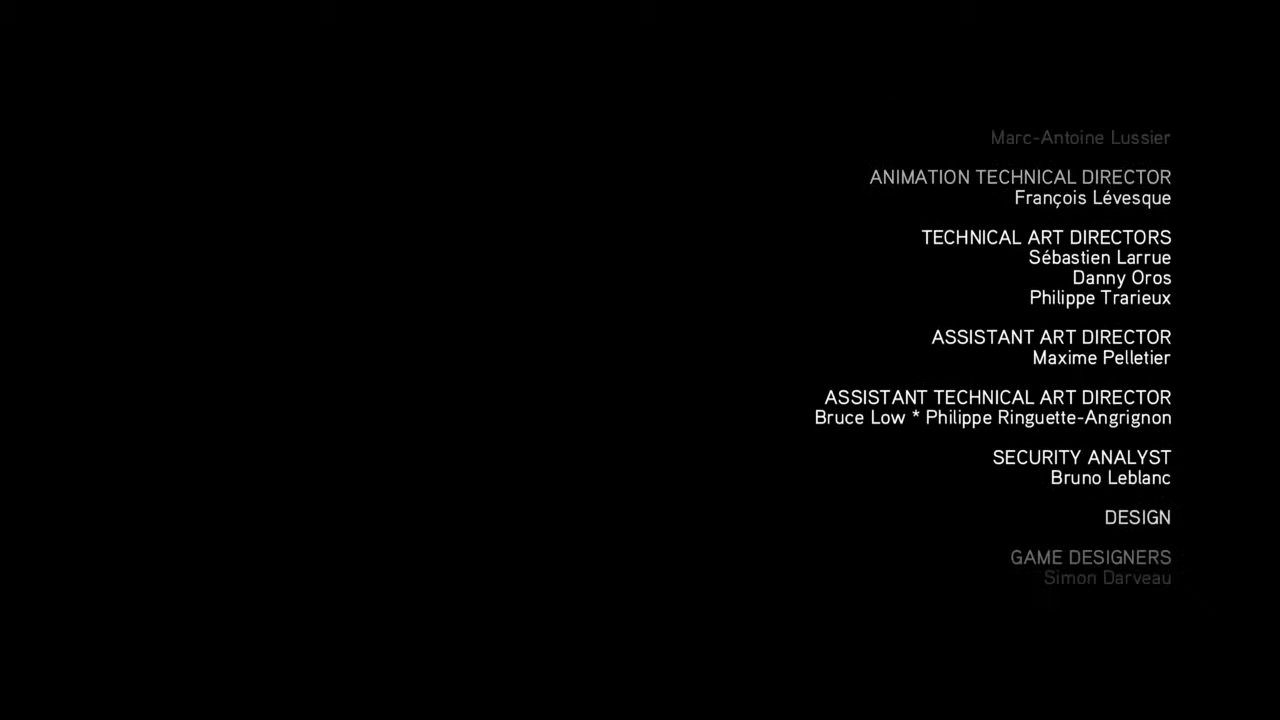 Marc-Antoine Lussier
ANIMATION TECHNICAL DIRECTOR
François Lévesque
TECHNICAL ART DIRECTORS
Sébastien Larrue
Danny Oros
Philippe Trarieux
ASSISTANT ART DIRECTOR
Maxime Pelletier
ASSISTANT TECHNICAL ART DIRECTOR
Bruce Low * Philippe Ringuette-Angrignon
SECURITY ANALYST
Bruno Leblanc
DESIGN
GAME DESIGNERS
Simon Darveau